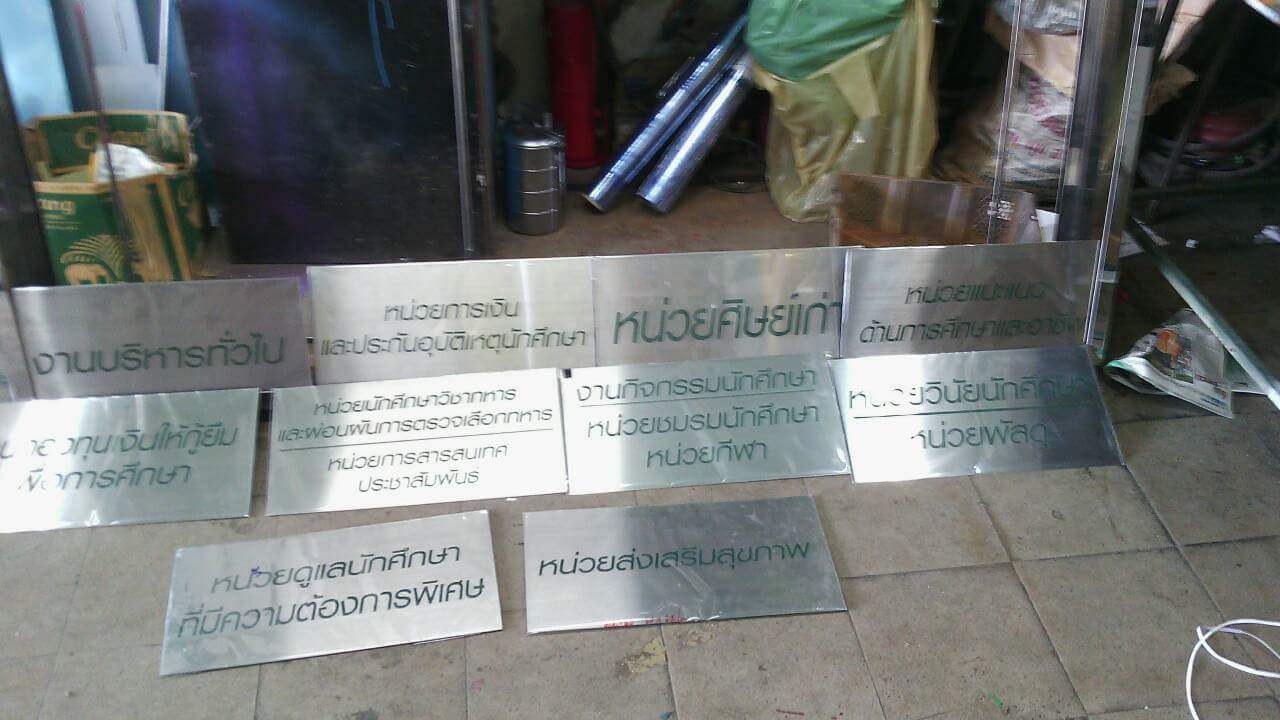 งานบริหารทั่วไป
หน่วยการเงิน
และประกันอุบัติเหตุนักศึกษา
หน่วยศิษย์เก่า
หน่วยแนะแนว
ด้านการศึกษาและอาชีพ
กองทุนเงินให้กู้ยืม
เพื่อการศึกษา
หน่วยนักศึกษาวิชาทหาร
และผ่อนผันการตรวจเลือกทหาร
หน่วยการสารสนเทศ
ประชาสัมพันธ์
งานกิจกรรมนักศึกษา
หน่วยชมรมนักศึกษา
หน่วยกีฬา
หน่วยวินัยนักศึกษา
หน่วยพัสดุ
หน่วยดูแลนักศึกษา
ที่มีความต้องการพิเศษ
หน่วยส่งเสริมสุขภาพ